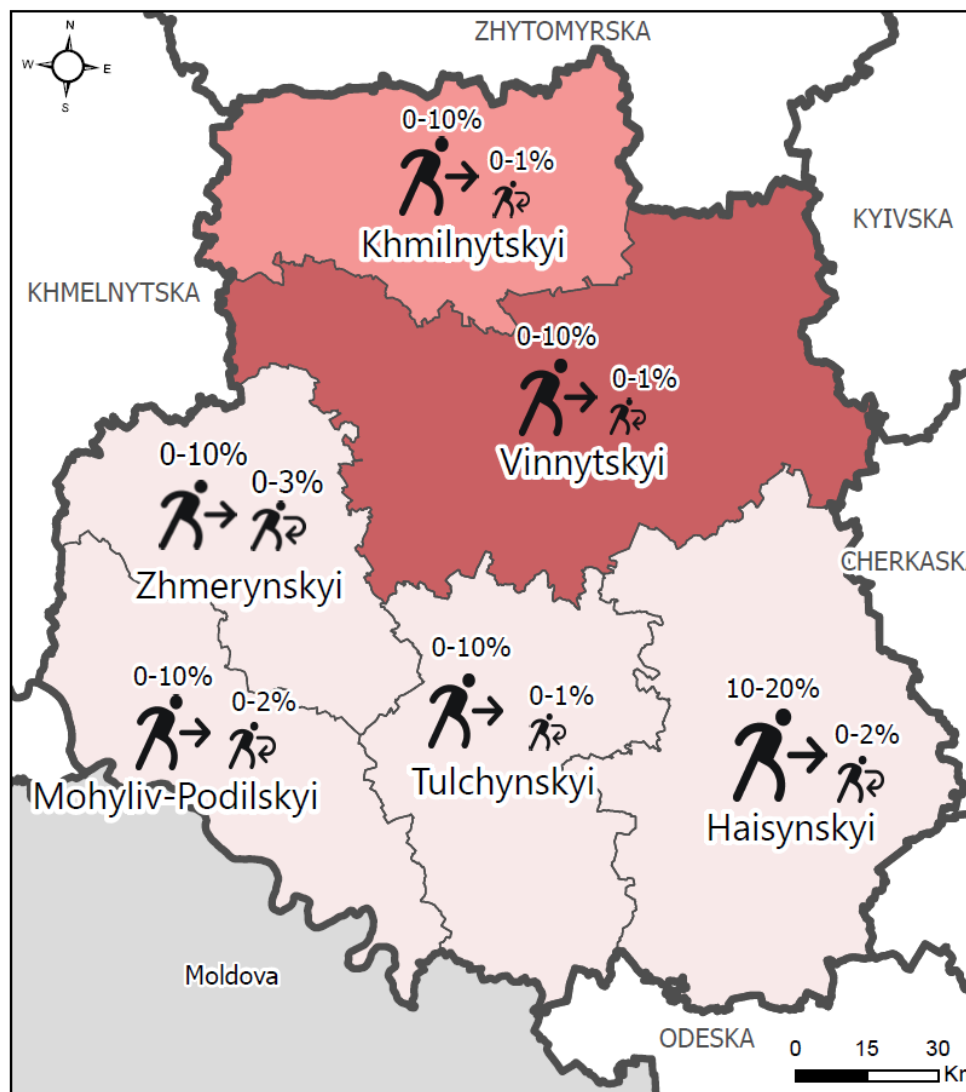 N
W E
S
ZHYTOMYRSKA
0-10%
0-1%
Khmilnytskyi
KYIVSKA
KHMELNYTSKA
0-10%
0-1%
Vinnytskyi
0-10%
0-3%
Zhmerynskyi
CHERKASKA
0-10%
0-2%
Mohyliv-Podilskyi
0-10%
0-1%
Tulchynskyi
10-20%
0-2%
Haisynskyi
Moldova
ODESKA
0 15 30
Km